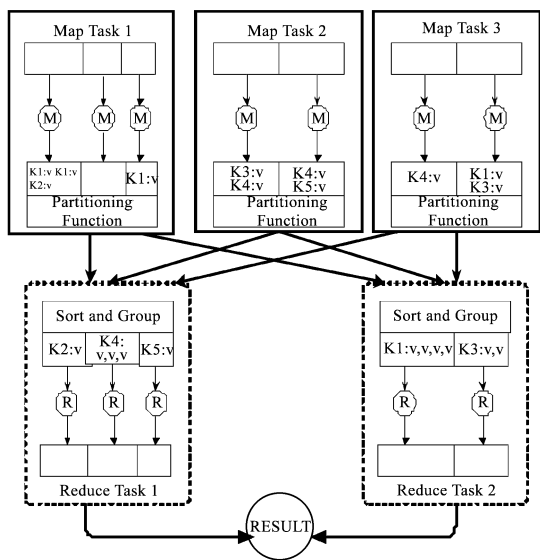 Map Task 1
Map Task 2
Map Task 3
M
M
M
M
M
M
M
K1:v K1:v
K2:v
K1:v
K3:v
K4:v
K4:v
K5:v
K4:v
K1:v
K3:v
Partitioning
Function
Partitioning
Function
Partitioning
Function
Sort and Group
Sort and Group
K2:v
K4:
v,v,v
K5:v
K1:v,v,v,v
K3:v,v
R
R
R
R
R
Reduce Task 1
Reduce Task 2
RESULT